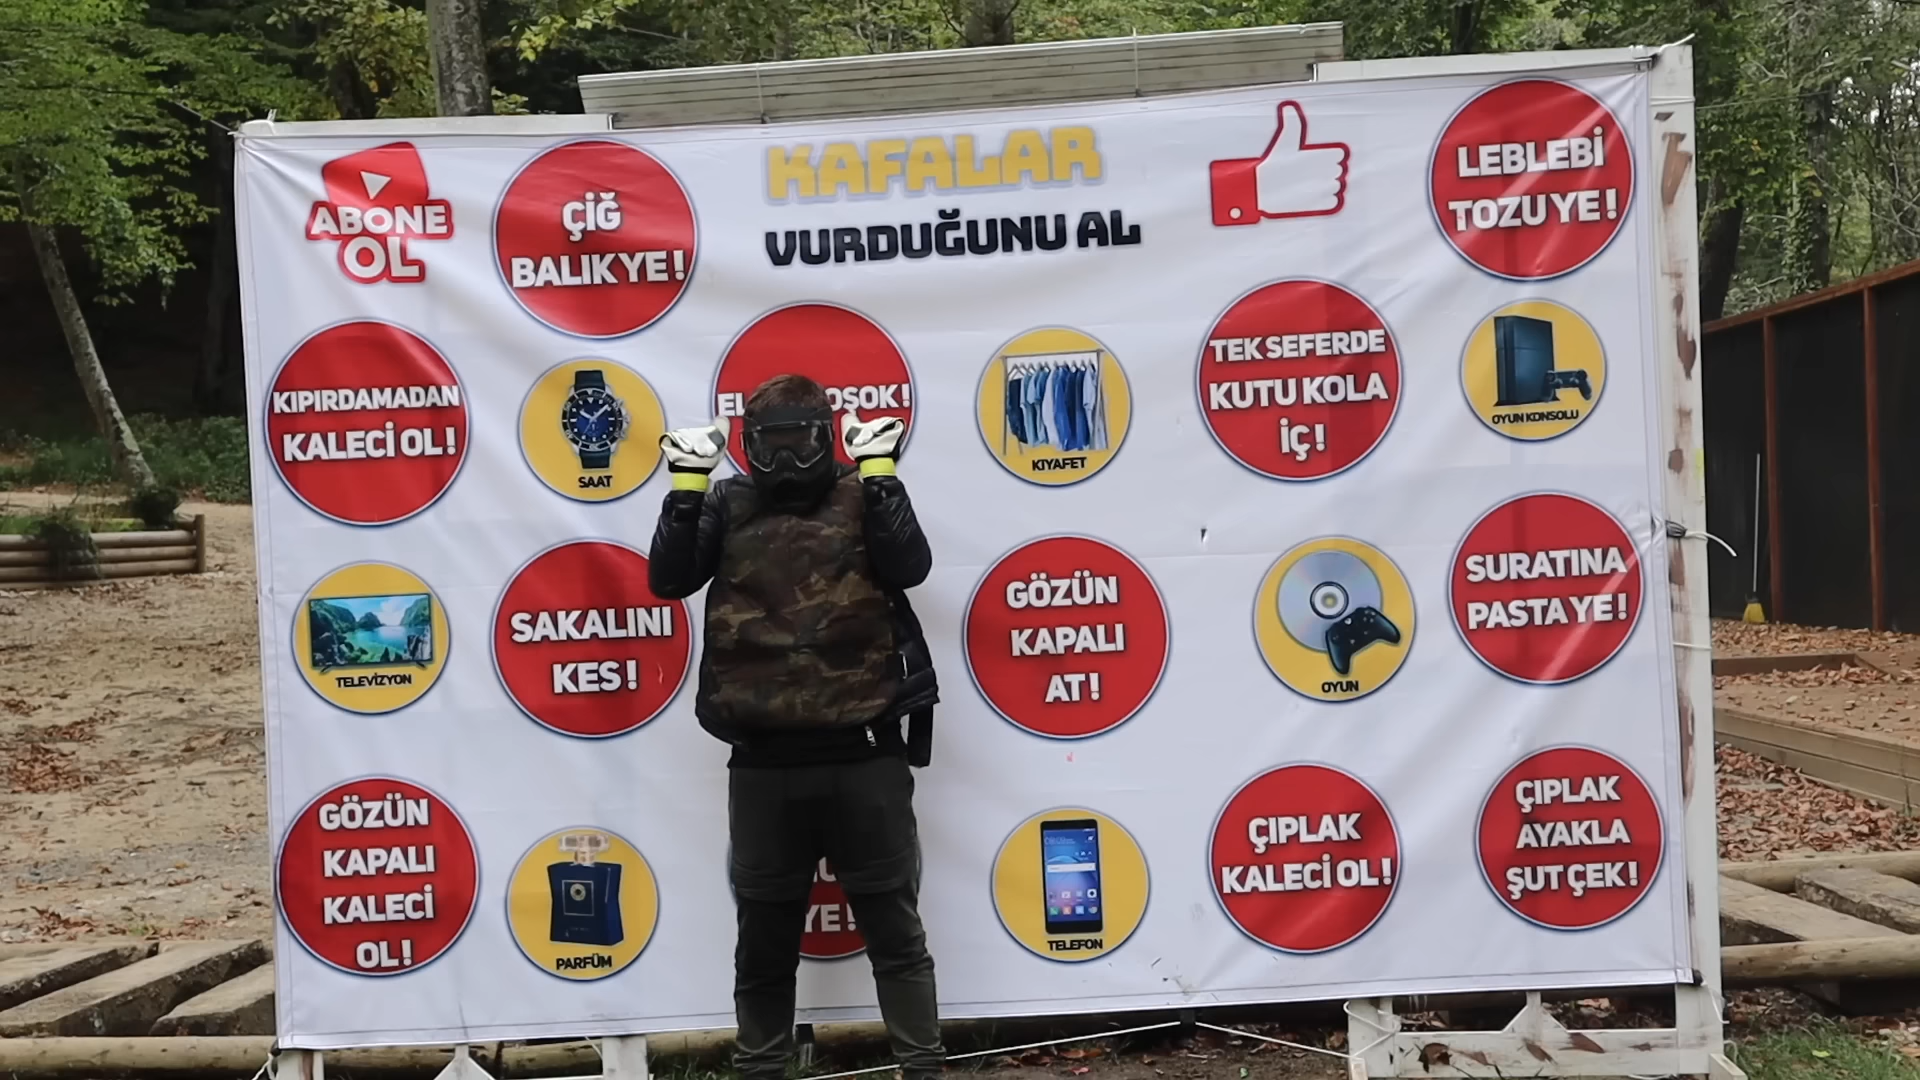 ABONE
OL
ÇİĞ
BALIK YE!
KAFALAR
VURDUĞUNU AL
LEBLEBİ
TOZU YE!
KIPIRDAMADAN
KALECİ OL!
SAAT
KIYAFET
TEK SEFERDE
KUTU KOLA
İÇ!
OYUN KONSOLU
TELEVİZYON
SAKALINI
KES!
GÖZÜN
KAPALI
AT!
OYUN
SURATINA
PASTA YE!
GÖZÜN
KAPALI
KALECİ
OL!
PARFÜM
YE!
TELEFON
ÇIPLAK
KALECİ OL!
ÇIPLAK
AYAKLA
ŞUT ÇEK!